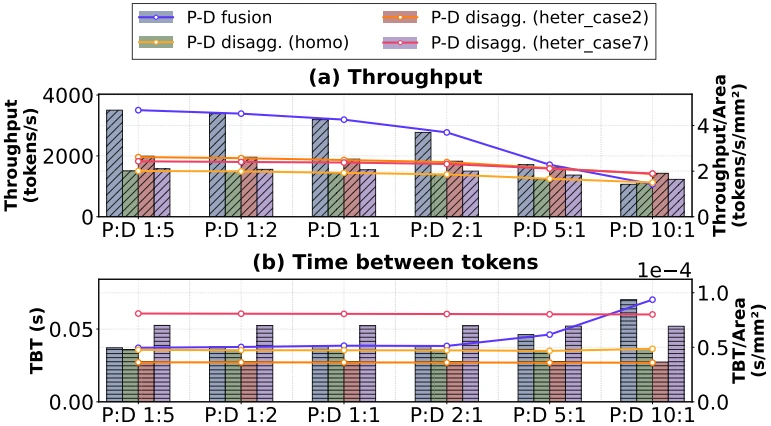 P-D fusion
P-D disagg. (homo)
P-D disagg. (heter_case2)
P-D disagg. (heter_case7)
(a) Throughput
Throughput
(tokens/s)
4000
2000
0
4
2
0
Throughput/Area
(tokens/s/mm²)
P:D 1:5 P:D 1:2 P:D 1:1 P:D 2:1 P:D 5:1 P:D 10:1
(b) Time between tokens
1e−4
TBT (s)
0.05
0.00
1.0
0.5
0.0
TBT/Area
(s/mm²)
P:D 1:5 P:D 1:2 P:D 1:1 P:D 2:1 P:D 5:1 P:D 10:1